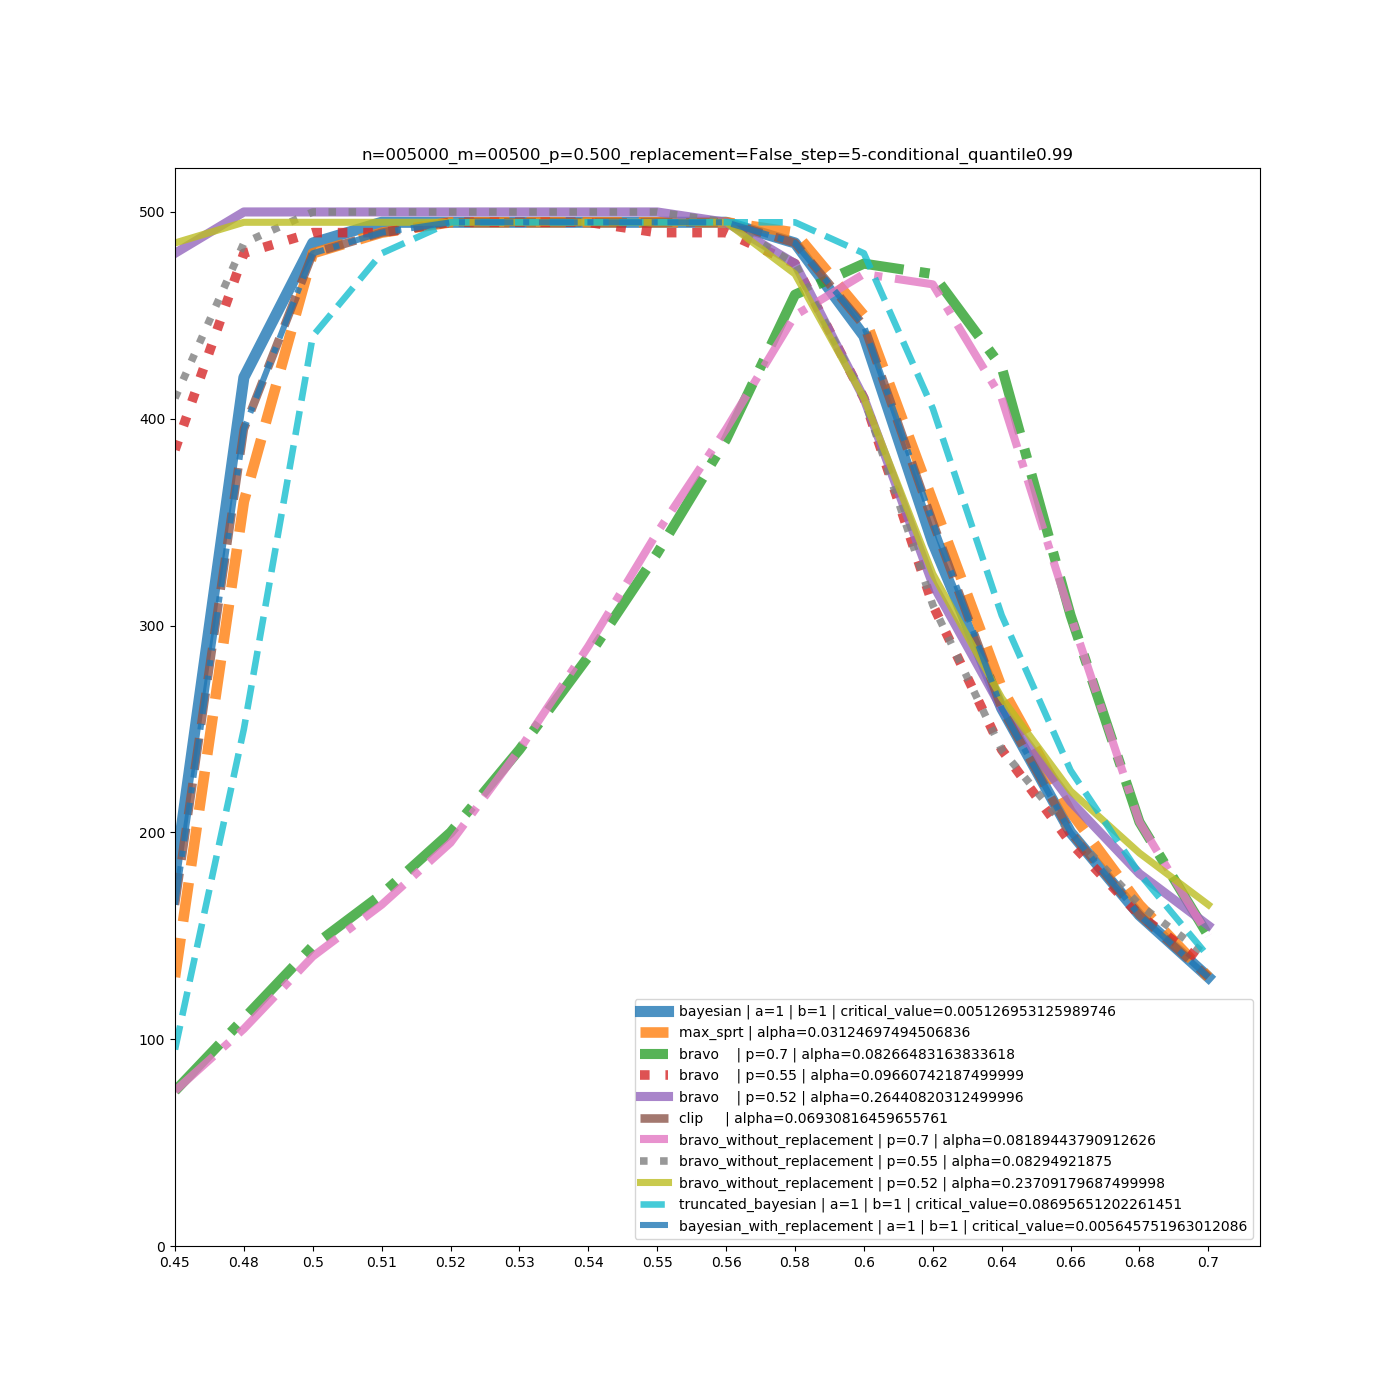 n=005000_m=00500_p=0.500_replacement=False_step=5-conditional_quantile0.99
500
400
300
200
100
0
0.45 0.48 0.5 0.51 0.52 0.53 0.54 0.55 0.56 0.58 0.6 0.62 0.64 0.66 0.68 0.7
bayesian | a=1 | b=1 | critical_value=0.005126953125989746
max_sprt | alpha=0.03124697494506836
bravo | p=0.7 | alpha=0.08266483163833618
bravo | p=0.55 | alpha=0.09660742187499999
bravo | p=0.52 | alpha=0.26440820312499996
clip | alpha=0.06930816459655761
bravo_without_replacement | p=0.7 | alpha=0.08189443790912626
bravo_without_replacement | p=0.55 | alpha=0.08294921875
bravo_without_replacement | p=0.52 | alpha=0.23709179687499998
truncated_bayesian | a=1 | b=1 | critical_value=0.08695651202261451
bayesian_with_replacement | a=1 | b=1 | critical_value=0.005645751963012086